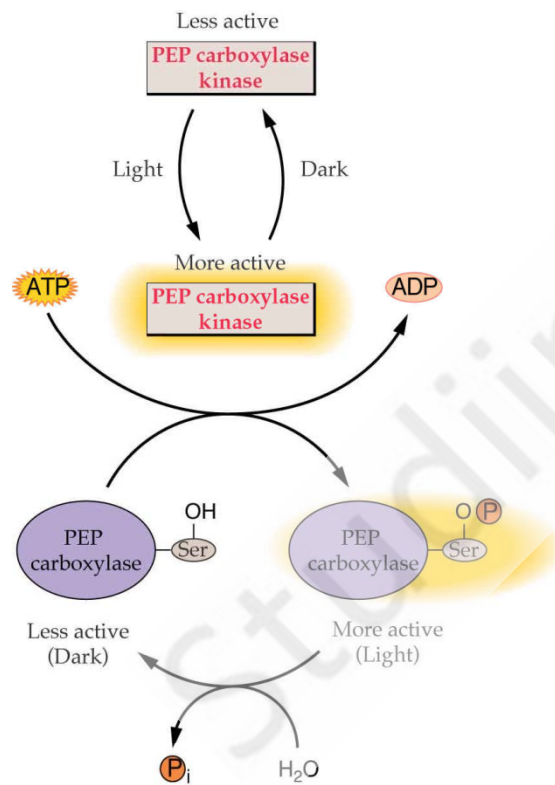 Less active
PEP carboxylase
kinase
Light
Dark
More active
ATP
PEP carboxylase
kinase
ADP
OH
PEP
carboxylase
Ser
O P
PEP
carboxylase
Ser
Less active
(Dark)
More active
(Light)
Pi
H₂O